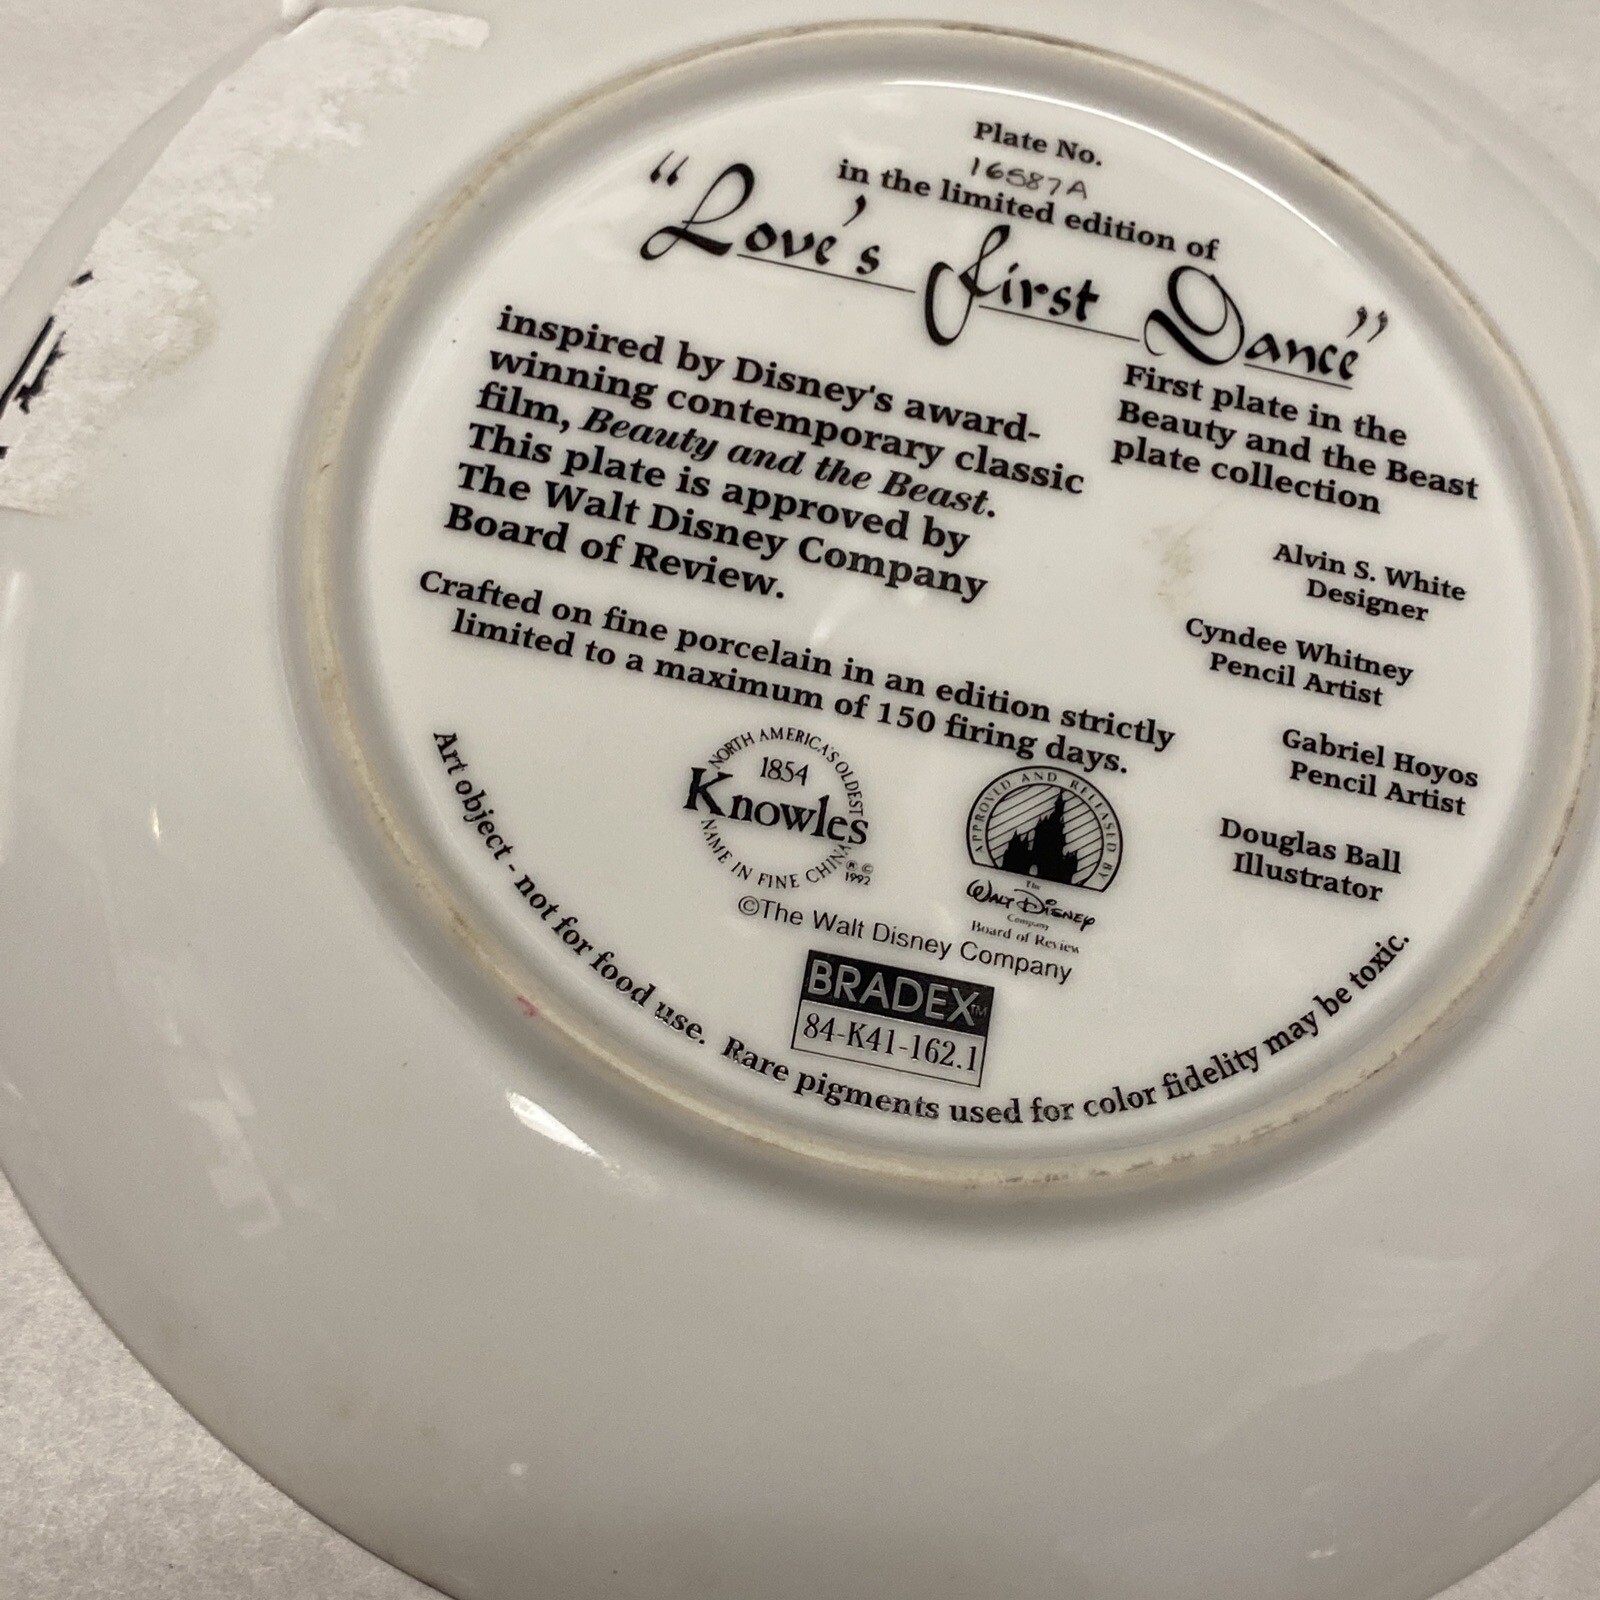 Plate No.
16587A
in the limited edition of
“Love's First Dance”
inspired by Disney's award-
winning contemporary classic
film, Beauty and the Beast.
This plate is approved by
The Walt Disney Company
Board of Review.
First plate in the
Beauty and the Beast
plate collection
Alvin S. White
Designer
Cyndee Whitney
Pencil Artist
Gabriel Hoyos
Pencil Artist
Douglas Ball
Illustrator
Crafted on fine porcelain in an edition strictly
limited to a maximum of 150 firing days.
NORTH AMERICA'S OLDEST
1854
Knowles
NAME IN FINE CHINA
® ©
1992
APPROVED AND RELEASED BY
The
WALT DISNEY
Company
Board of Review
©The Walt Disney Company
BRADEX™
84-K41-162.1
Art object - not for food use. Rare pigments used for color fidelity may be toxic.